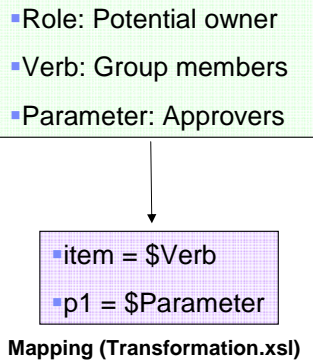 ▪Role: Potential owner
▪Verb: Group members
▪Parameter: Approvers
▪item = $Verb
▪p1 = $Parameter
Mapping (Transformation.xsl)